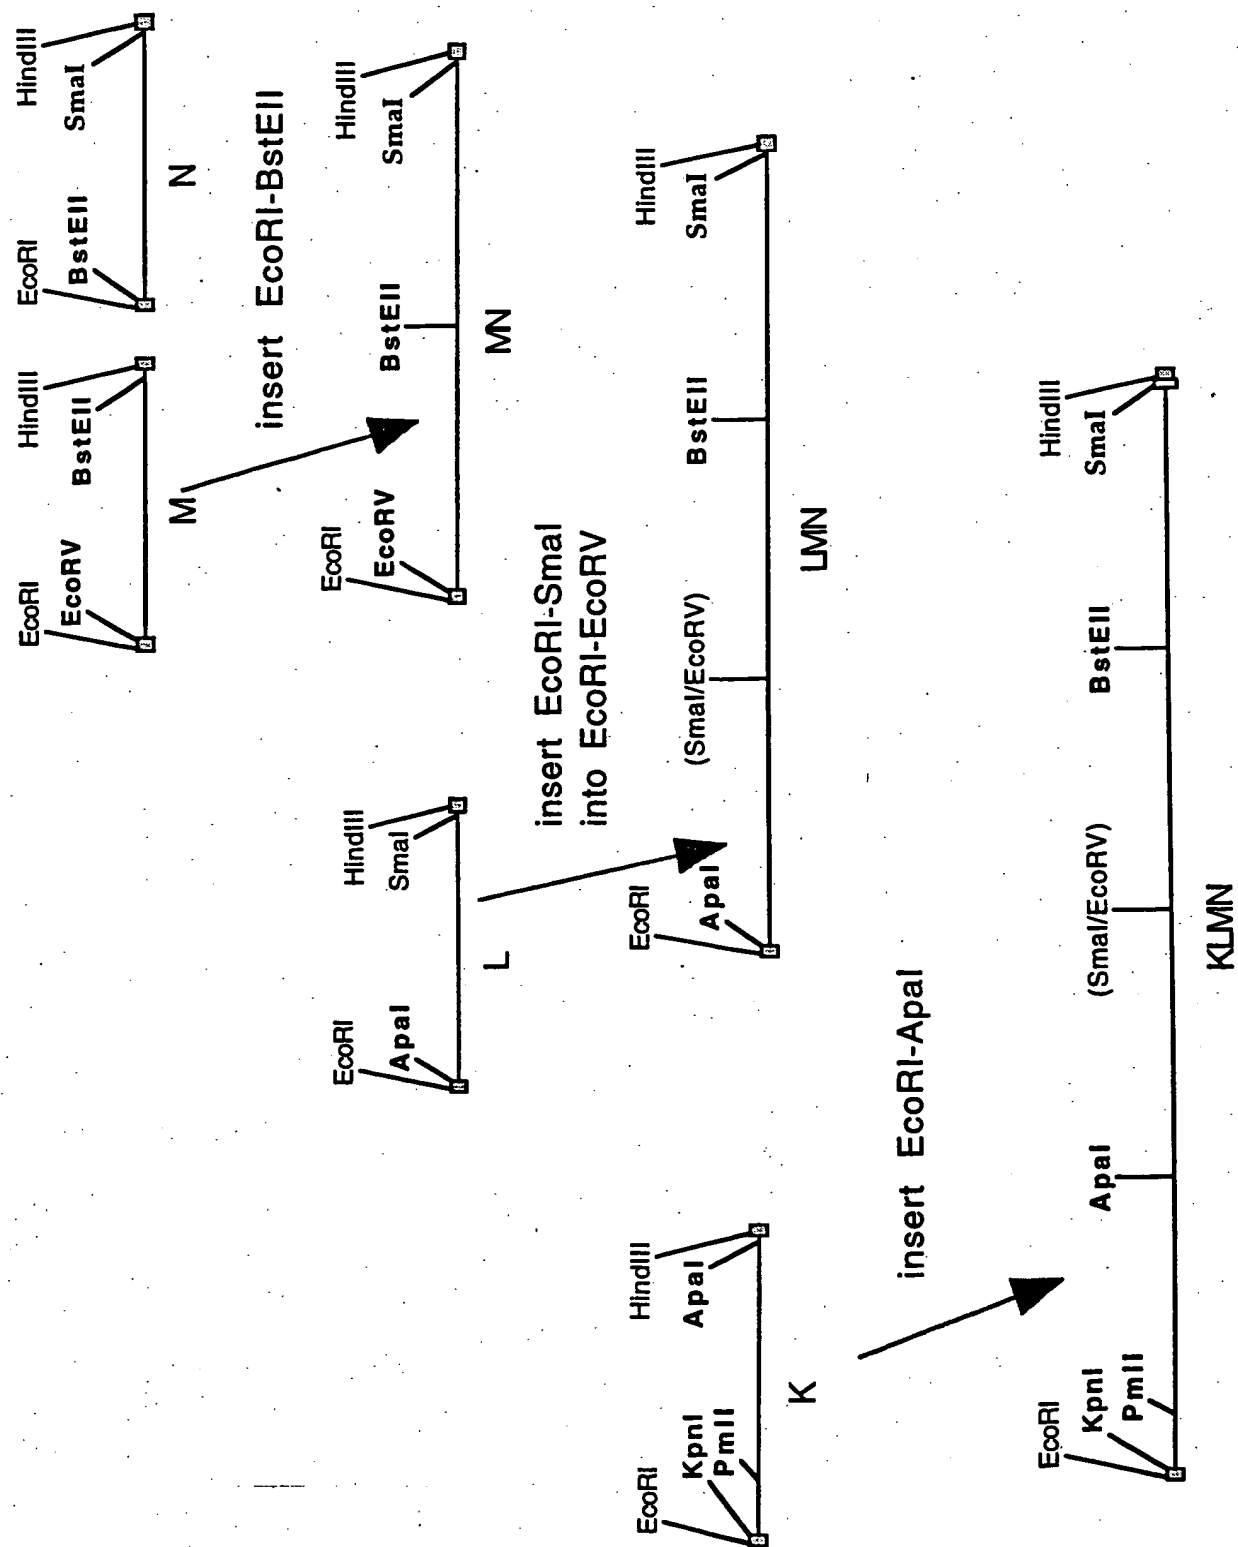 EcoRI
EcoRV
HindIII
BstEII
M
EcoRI
BstEII
HindIII
SmaI
N
insert EcoRI-BstEII
EcoRI
ApaI
HindIII
SmaI
L
EcoRI
EcoRV
BstEII
HindIII
SmaI
MN
insert EcoRI-SmaI
into EcoRI-EcoRV
EcoRI
KpnI
PmlI
HindIII
ApaI
K
EcoRI
ApaI
(SmaI/EcoRV)
BstEII
HindIII
SmaI
LMN
insert EcoRI-ApaI
EcoRI
KpnI
PmlI
ApaI
(SmaI/EcoRV)
BstEII
HindIII
SmaI
KLMN